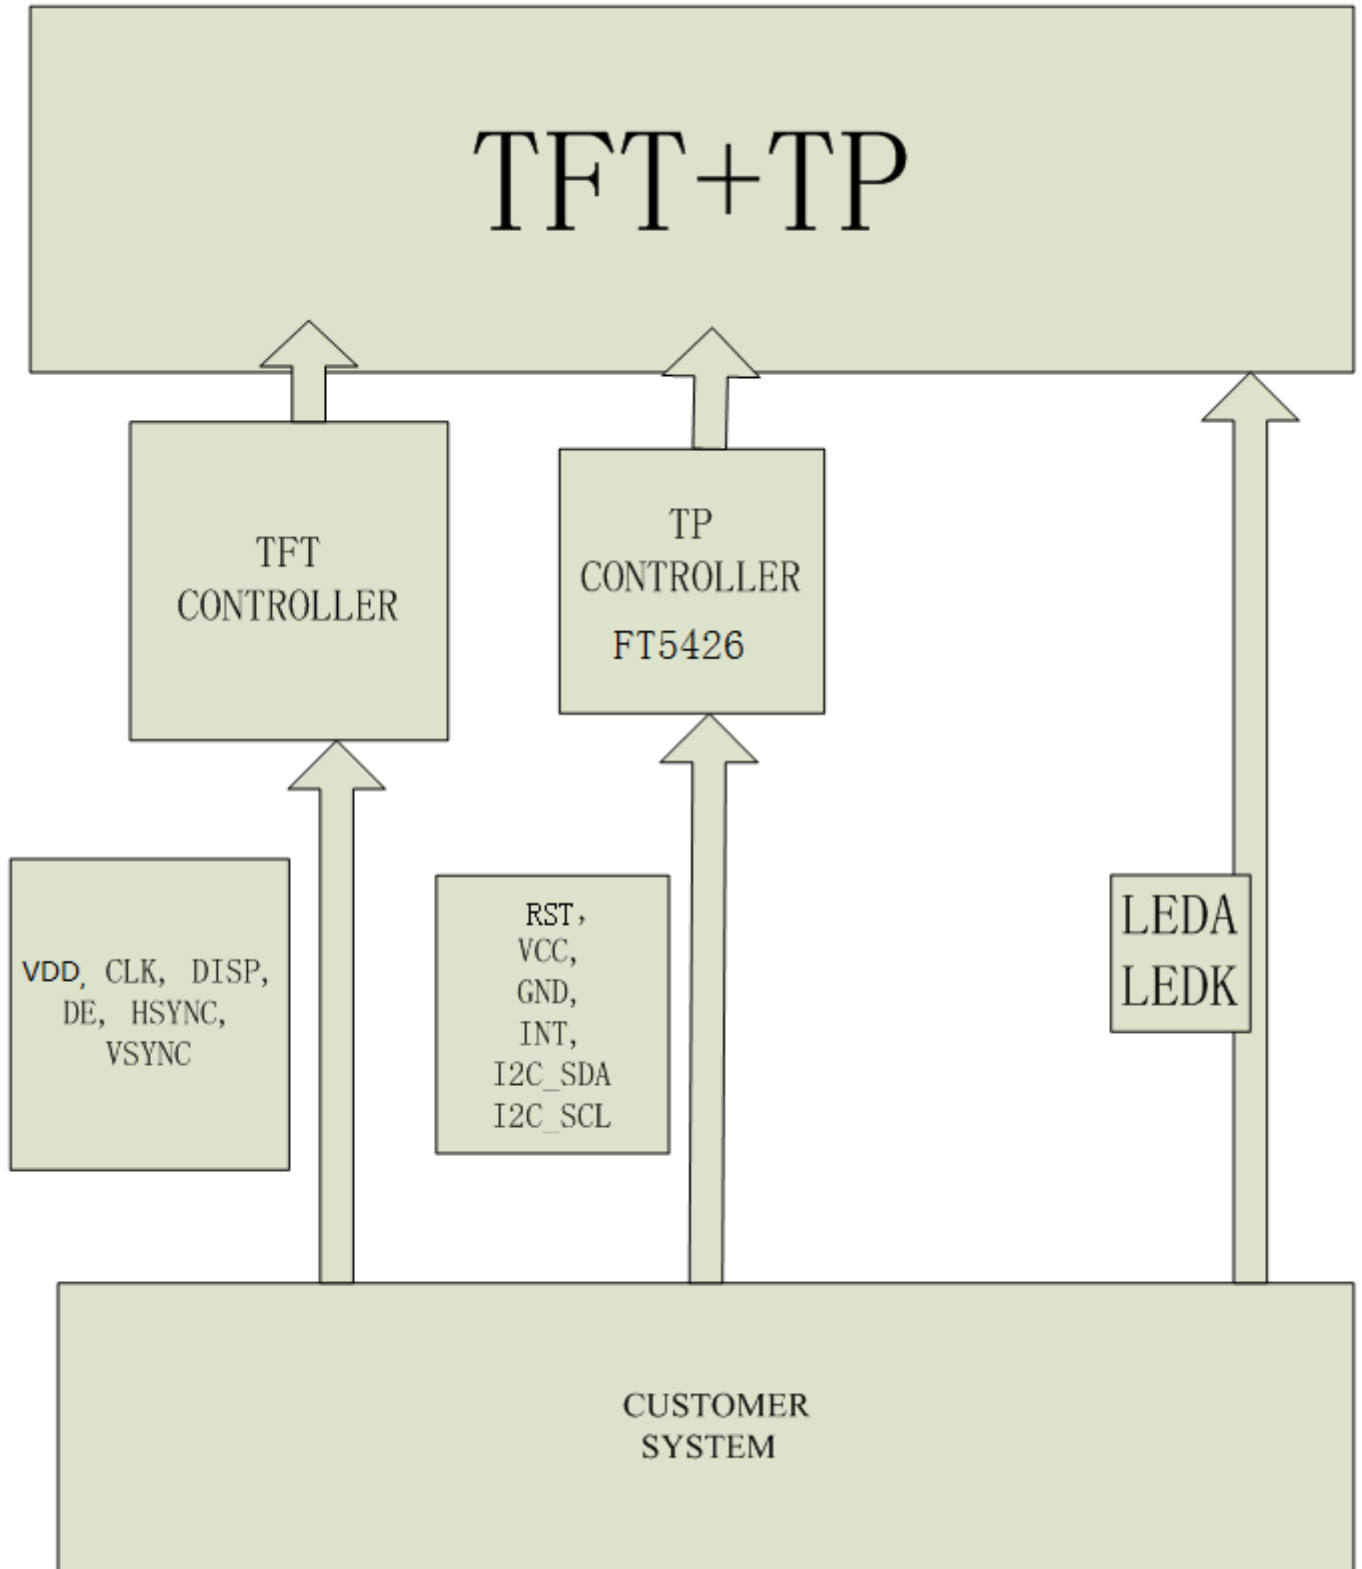 TFT+TP
TFT
CONTROLLER
TP
CONTROLLER
FT5426
VDD, CLK, DISP,
DE, HSYNC,
VSYNC
RST,
VCC,
GND,
INT,
I2C_SDA
I2C_SCL
LEDA
LEDK
CUSTOMER
SYSTEM